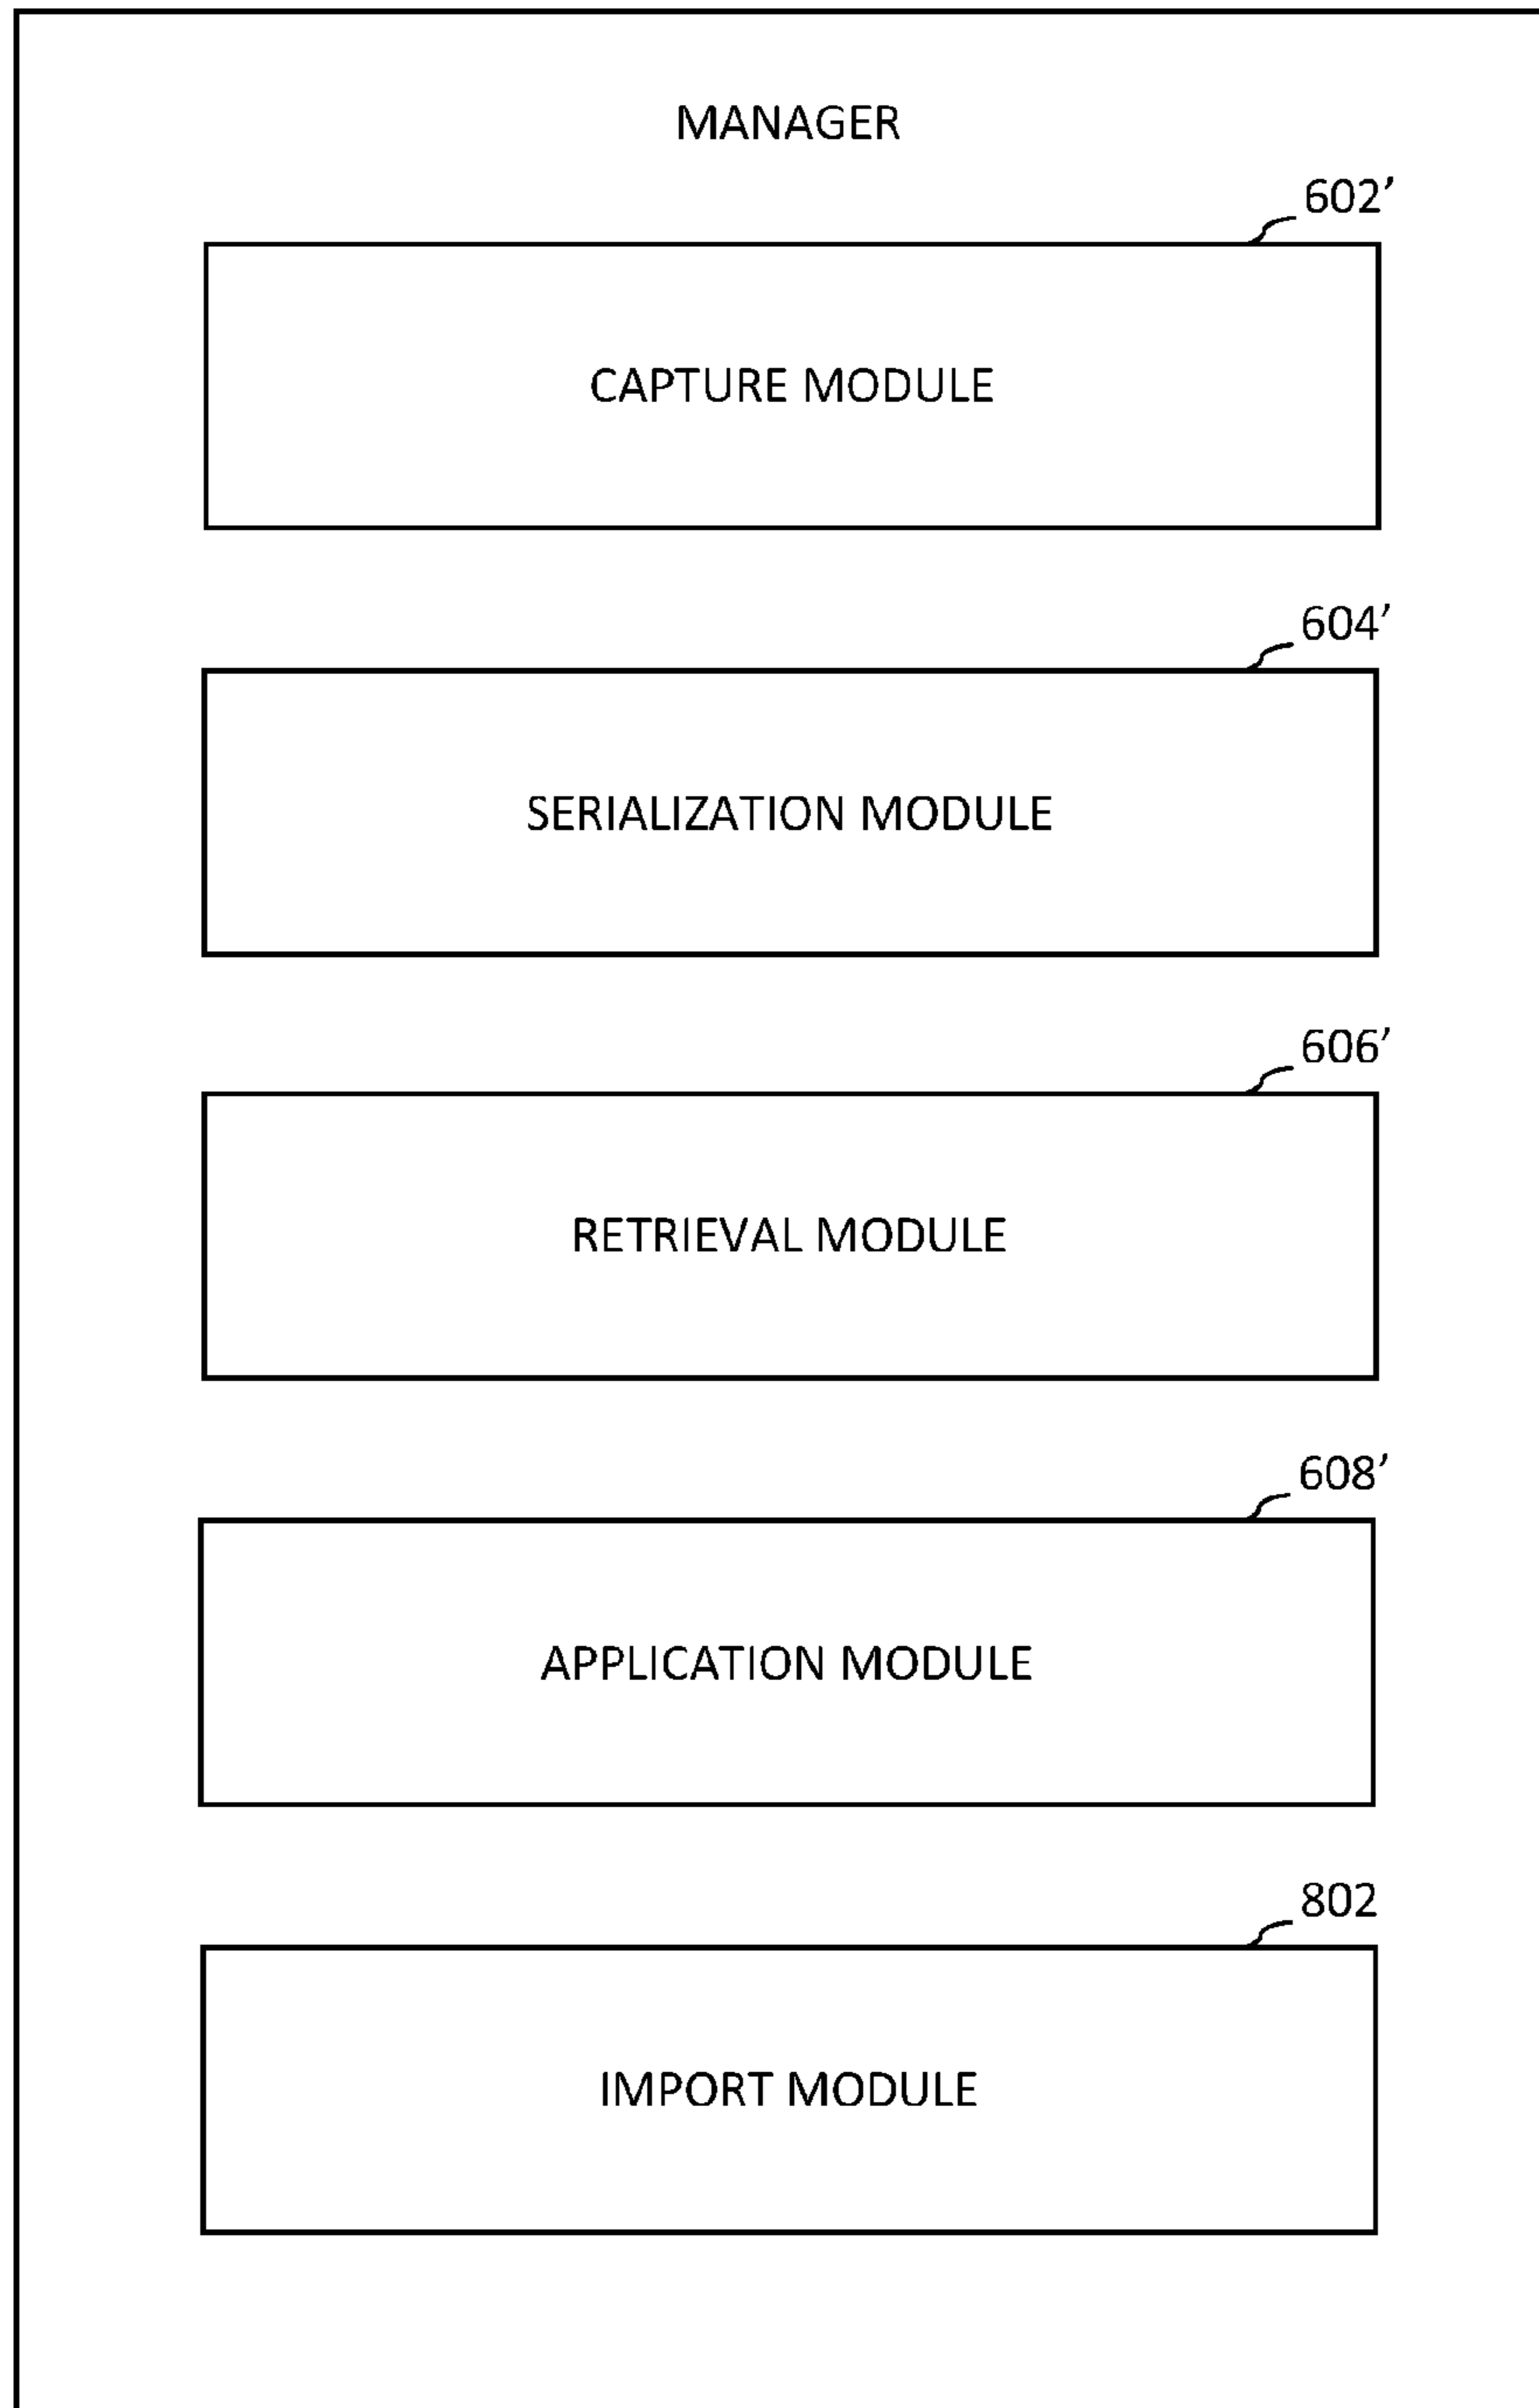 MANAGER
602’
CAPTURE MODULE
604’
SERIALIZATION MODULE
606’
RETRIEVAL MODULE
608’
APPLICATION MODULE
802
IMPORT MODULE